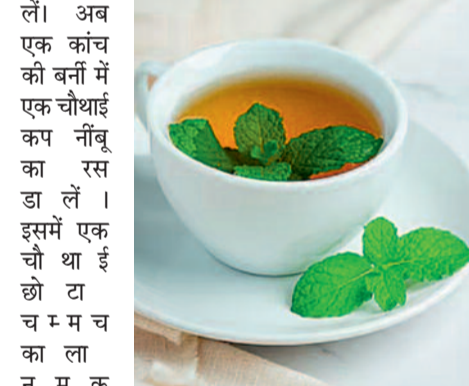 लें। अब
एक कांच
की बर्नी में
एक चौथाई
कप नींबू
का रस
डा लें ।
इसमें एक
चौ था ई
छो टा
च म्म च
का ला
न म क